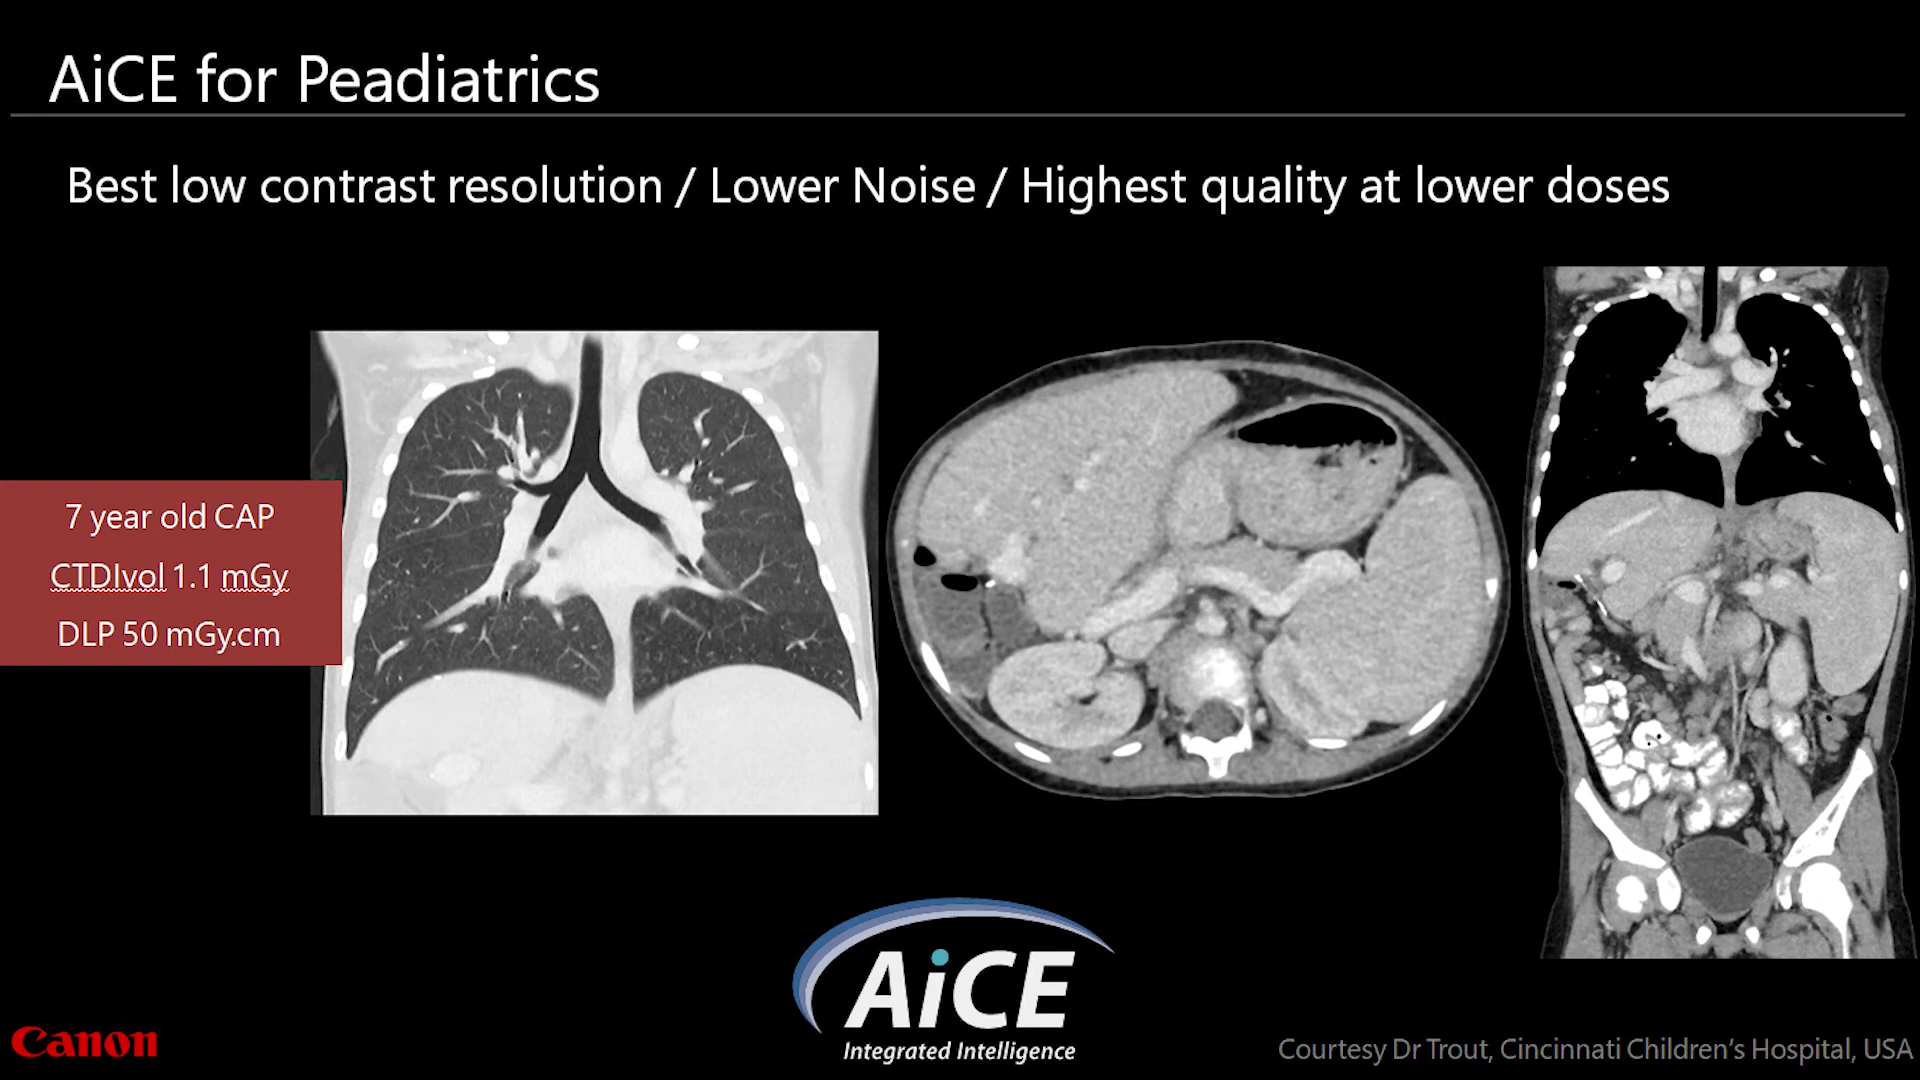 AiCE for Peadiatrics
Best low contrast resolution / Lower Noise / Highest quality at lower doses
7 year old CAP
CTDIvol 1.1 mGy
DLP 50 mGy.cm
AiCE
Integrated Intelligence
Canon
Courtesy Dr Trout, Cincinnati Children's Hospital, USA